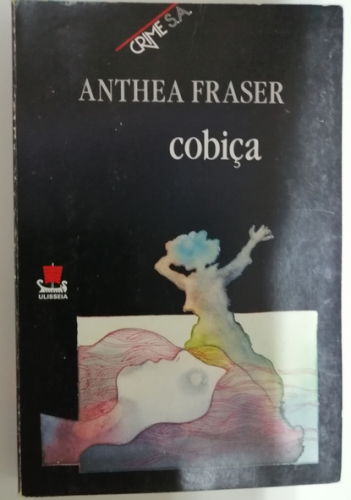 CRIME S.A.
ANTHEA FRASER
cobiça
ULISSEIA